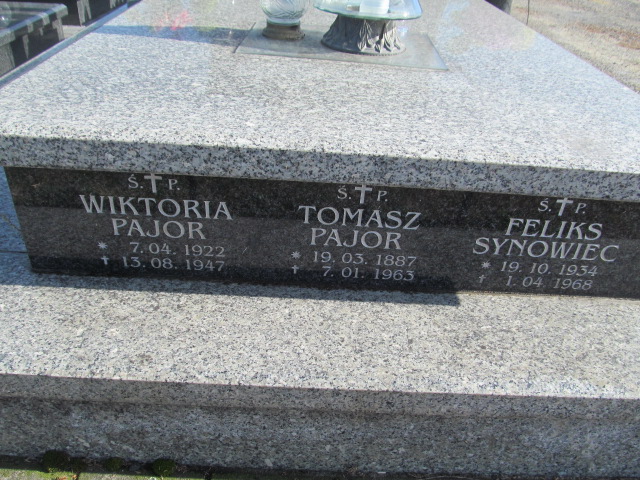 Ś. ✝ P.
WIKTORIA
PAJOR
* 7. 04. 1922
✝ 13. 08. 1947
Ś. ✝ P.
TOMASZ
PAJOR
* 19. 03. 1887
✝ 7. 01. 1963
Ś. ✝ P.
FELIKS
SYNOWIEC
* 19. 10. 1934
✝ 1. 04. 1968